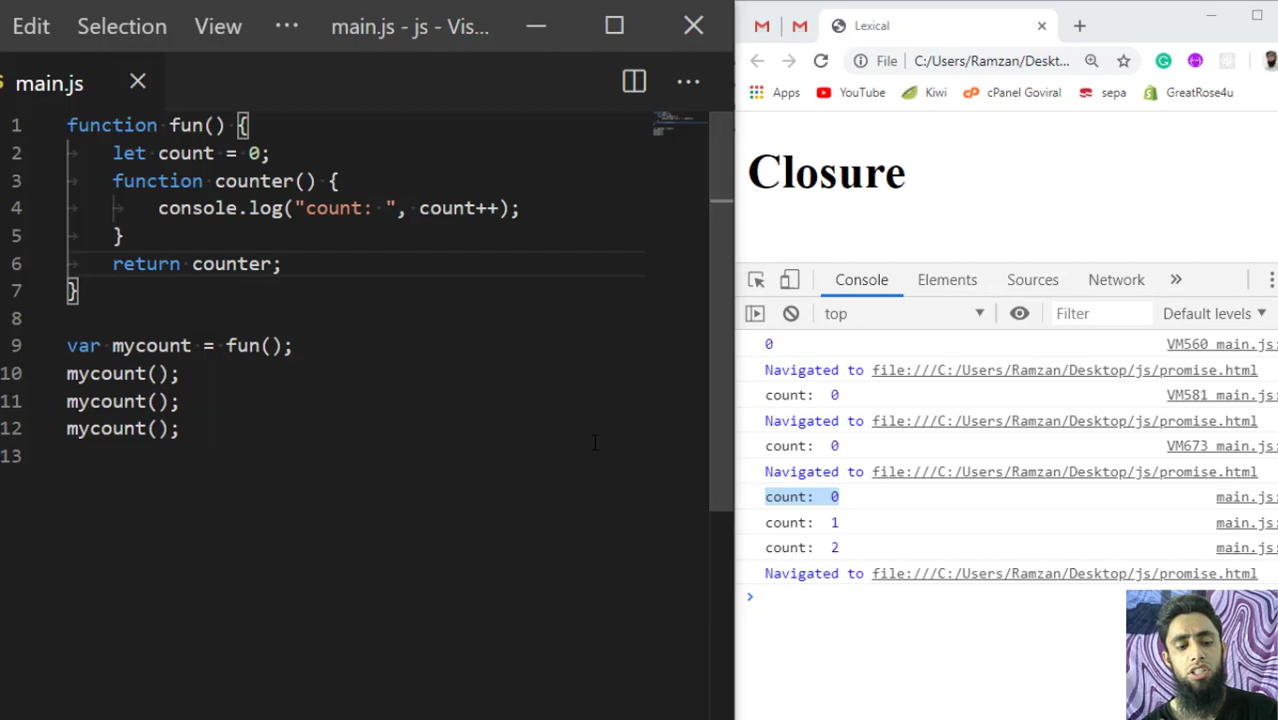 Edit Selection View ··· main.js - js - Vis...
main.js
1 function fun() {
2 let count = 0;
3 function counter() {
4 console.log("count: ", count++);
5 }
6 return counter;
7 }
8
9 var mycount = fun();
10 mycount();
11 mycount();
12 mycount();
13
Lexical
File C:/Users/Ramzan/Deskt...
Apps YouTube Kiwi cPanel Goviral sepa GreatRose4u
Closure
Console Elements Sources Network »
top Filter Default levels
0 VM560 main.js:
Navigated to file:///C:/Users/Ramzan/Desktop/js/promise.html
count: 0 VM581 main.js:
Navigated to file:///C:/Users/Ramzan/Desktop/js/promise.html
count: 0 VM673 main.js:
Navigated to file:///C:/Users/Ramzan/Desktop/js/promise.html
count: 0 main.js:
count: 1 main.js:
count: 2 main.js:
Navigated to file:///C:/Users/Ramzan/Desktop/js/promise.html